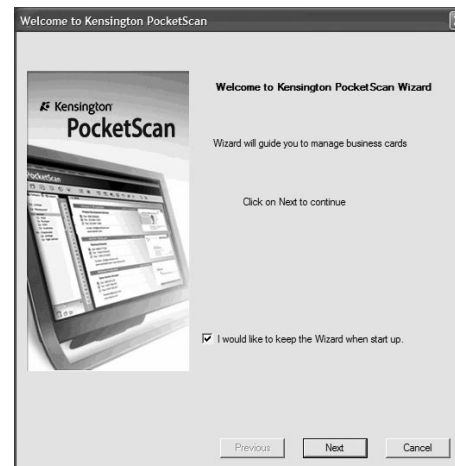 Welcome to Kensington PocketScan
Kensington
PocketScan
Welcome to Kensington PocketScan Wizard
Wizard will guide you to manage business cards
Click on Next to continue
I would like to keep the Wizard when start up.
Previous Next Cancel